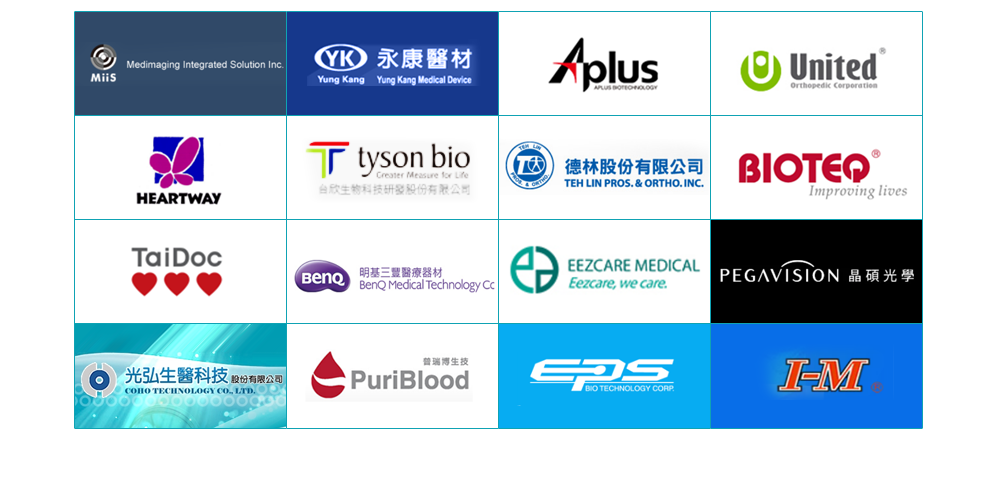 MiiS
Medimaging Integrated Solution Inc.
YK
Yung Kang
永康醫材
Yung Kang Medical Device
Aplus
APLUS BIOTECHNOLOGY
United®
Orthopedic Corporation
HEARTWAY
tyson bio
Greater Measure for Life
台欣生物科技研發股份有限公司
TEH LIN
PROS. & ORTHO.
德林股份有限公司
TEH LIN PROS. & ORTHO. INC.
BIOTEQ®
Improving lives
TaiDoc
BenQ
明基三豐醫療器材
BenQ Medical Technology Co
EEZCARE MEDICAL
Eezcare, we care.
PEGAVISION 晶碩光學
光弘生醫科技 股份有限公司
COHO TECHNOLOGY CO., LTD.
普瑞博生技
PuriBlood
EPS
BIO TECHNOLOGY CORP.
I-M